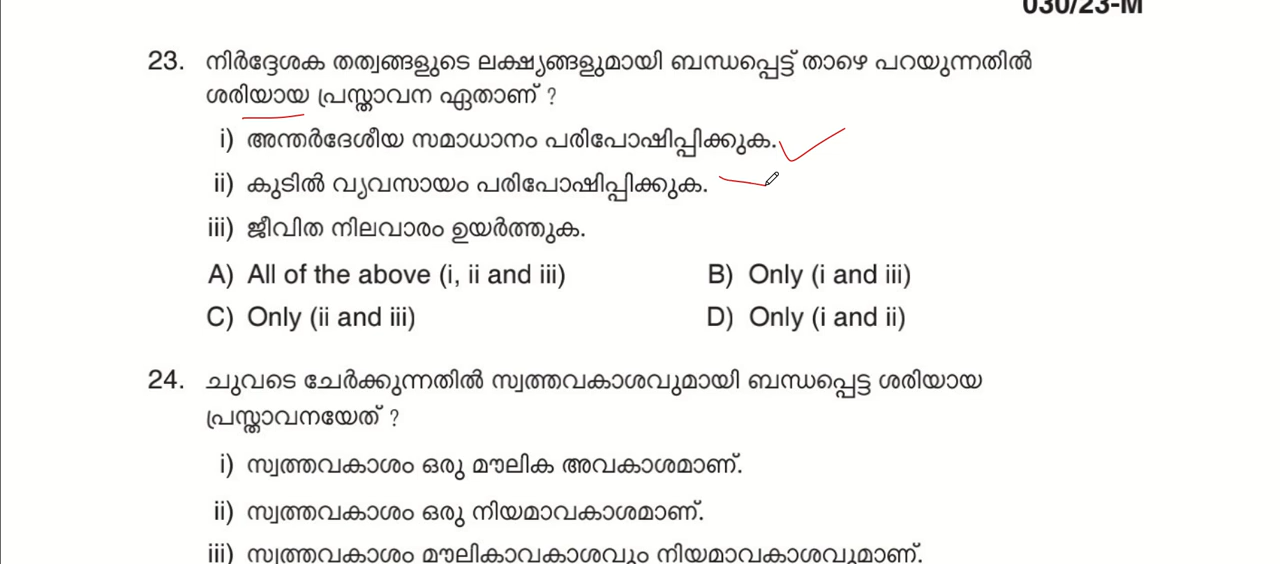 030/23-M
23. നിർദ്ദേശക തത്വങ്ങളുടെ ലക്ഷ്യങ്ങളുമായി ബന്ധപ്പെട്ട് താഴെ പറയുന്നതിൽ
ശരിയായ പ്രസ്താവന ഏതാണ് ?
i) അന്തർദേശീയ സമാധാനം പരിപോഷിപ്പിക്കുക.
ii) കുടിൽ വ്യവസായം പരിപോഷിപ്പിക്കുക.
iii) ജീവിത നിലവാരം ഉയർത്തുക.
A) All of the above (i, ii and iii) B) Only (i and iii)
C) Only (ii and iii) D) Only (i and ii)
24. ചുവടെ ചേർക്കുന്നതിൽ സ്വത്തവകാശവുമായി ബന്ധപ്പെട്ട ശരിയായ
പ്രസ്താവനയേത് ?
i) സ്വത്തവകാശം ഒരു മൗലിക അവകാശമാണ്.
ii) സ്വത്തവകാശം ഒരു നിയമാവകാശമാണ്.
iii) സ്വത്തവകാശം മൗലികാവകാശവും നിയമാവകാശവുമാണ്.